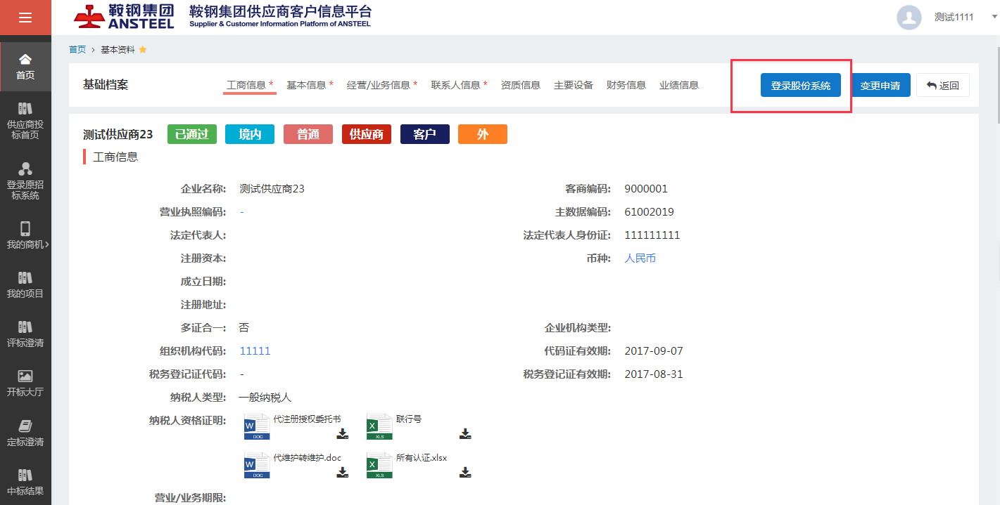 鞍钢集团
ANSTEEL
鞍钢集团供应商客户信息平台
Supplier & Customer Information Platform of ANSTEEL
测试1111
首页
供应商投
标首页
登录原招
标系统
我的商机
我的项目
评标澄清
开标大厅
定标澄清
中标结果
首页 > 基本资料
基础档案
工商信息 *
基本信息 *
经营/业务信息 *
联系人信息 *
资质信息
主要设备
财务信息
业绩信息
登录股份系统
变更申请
返回
测试供应商23
已通过
境内
普通
供应商
客户
外
工商信息
企业名称: 测试供应商23
客商编码: 9000001
营业执照编码: -
主数据编码: 61002019
法定代表人:
法定代表人身份证: 111111111
注册资本:
币种: 人民币
成立日期:
注册地址:
多证合一: 否
企业机构类型:
组织机构代码: 11111
代码证有效期: 2017-09-07
税务登记证代码: -
税务登记证有效期: 2017-08-31
纳税人类型: 一般纳税人
纳税人资格证明:
W DOC 代注册授权委托书
X XLS 联行号
W DOC 代维护转维护.doc
X XLS 所有认证.xlsx
营业/业务期限: